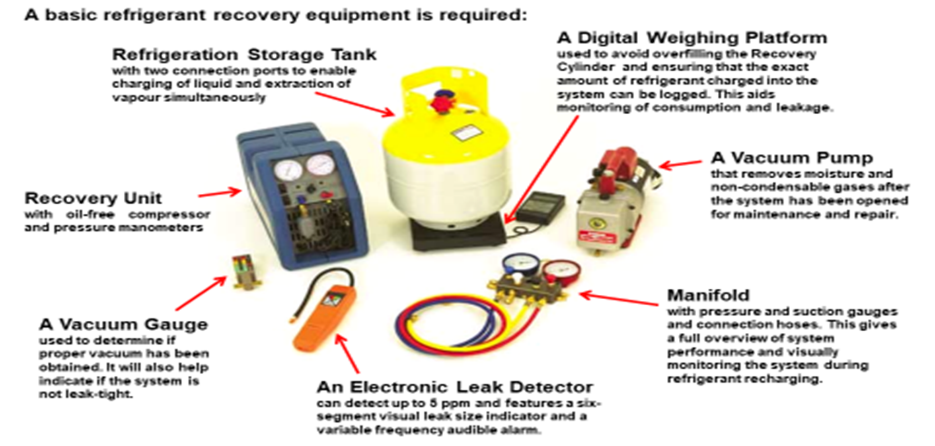 A basic refrigerant recovery equipment is required:
Refrigeration Storage Tank
with two connection ports to enable
charging of liquid and extraction of
vapour simultaneously
A Digital Weighing Platform
used to avoid overfilling the Recovery
Cylinder and ensuring that the exact
amount of refrigerant charged into the
system can be logged. This aids
monitoring of consumption and leakage.
A Vacuum Pump
that removes moisture and
non-condensable gases after
the system has been opened
for maintenance and repair.
Recovery Unit
with oil-free compressor
and pressure manometers
A Vacuum Gauge
used to determine if
proper vacuum has been
obtained. It will also help
indicate if the system is
not leak-tight.
An Electronic Leak Detector
can detect up to 5 ppm and features a six-
segment visual leak size indicator and a
variable frequency audible alarm.
Manifold
with pressure and suction gauges
and connection hoses. This gives
a full overview of system
performance and visually
monitoring the system during
refrigerant recharging.